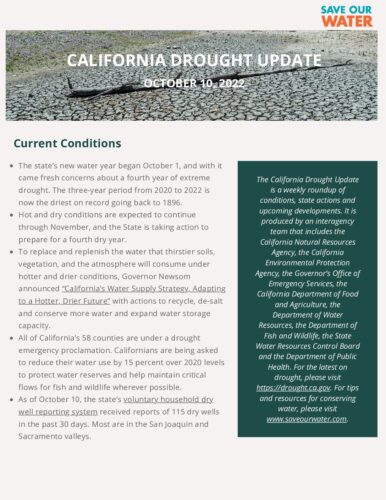 SAVE OUR
WATER
CALIFORNIA DROUGHT UPDATE
OCTOBER 10, 2022
Current Conditions
• The state's new water year began October 1, and with it
came fresh concerns about a fourth year of extreme
drought. The three-year period from 2020 to 2022 is
now the driest on record going back to 1896.
• Hot and dry conditions are expected to continue
through November, and the State is taking action to
prepare for a fourth dry year.
• To replace and replenish the water that thirstier soils,
vegetation, and the atmosphere will consume under
hotter and drier conditions, Governor Newsom
announced "California's Water Supply Strategy, Adapting
to a Hotter, Drier Future" with actions to recycle, de-salt
and conserve more water and expand water storage
capacity.
• All of California's 58 counties are under a drought
emergency proclamation. Californians are being asked
to reduce their water use by 15 percent over 2020 levels
to protect water reserves and help maintain critical
flows for fish and wildlife wherever possible.
• As of October 10, the state's voluntary household dry
well reporting system received reports of 115 dry wells
in the past 30 days. Most are in the San Joaquin and
Sacramento valleys.
The California Drought Update
is a weekly roundup of
conditions, state actions and
upcoming developments. It is
produced by an interagency
team that includes the
California Natural Resources
Agency, the California
Environmental Protection
Agency, the Governor's Office of
Emergency Services, the
California Department of Food
and Agriculture, the
Department of Water
Resources, the Department of
Fish and Wildlife, the State
Water Resources Control Board
and the Department of Public
Health. For the latest on
drought, please visit
https://drought.ca.gov. For tips
and resources for conserving
water, please visit
www.saveourwater.com.